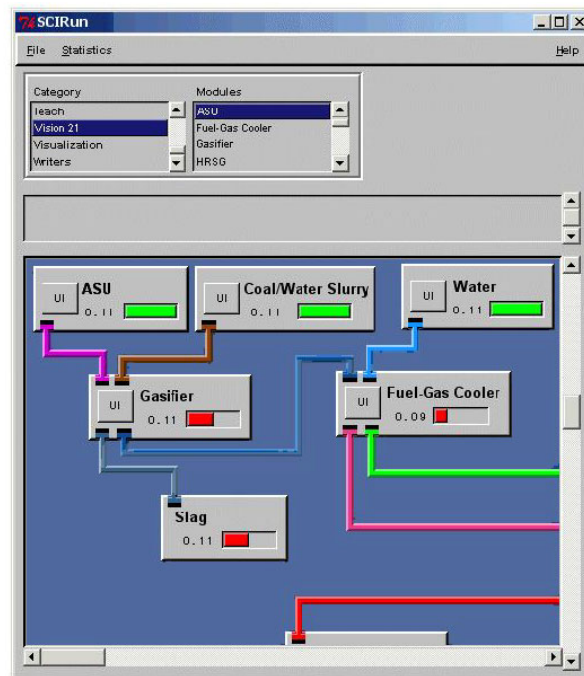 SCIRun
File Statistics Help
Category Modules
Teach ASU
Vision 21 Fuel-Gas Cooler
Visualization Gasifier
Writers HRSG
UI ASU 0.11
UI Coal/Water Slurry 0.11
UI Water 0.11
UI Gasifier 0.11
UI Fuel-Gas Cooler 0.09
Slag 0.11